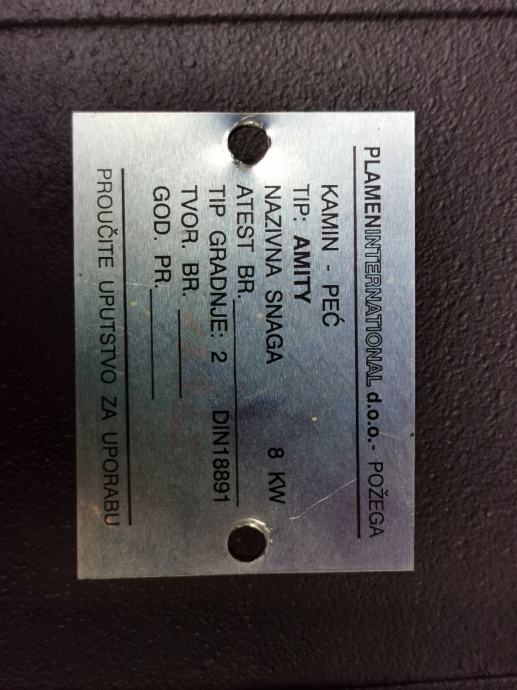 PLAMENINTERNATIONAL d.o.o.- POŽEGA
KAMIN - PEĆ
TIP: AMITY
NAZIVNA SNAGA 8 KW
ATEST BR.
TIP GRADNJE: 2 DIN18891
TVOR. BR.
GOD. PR.
PROUČITE UPUTSTVO ZA UPORABU